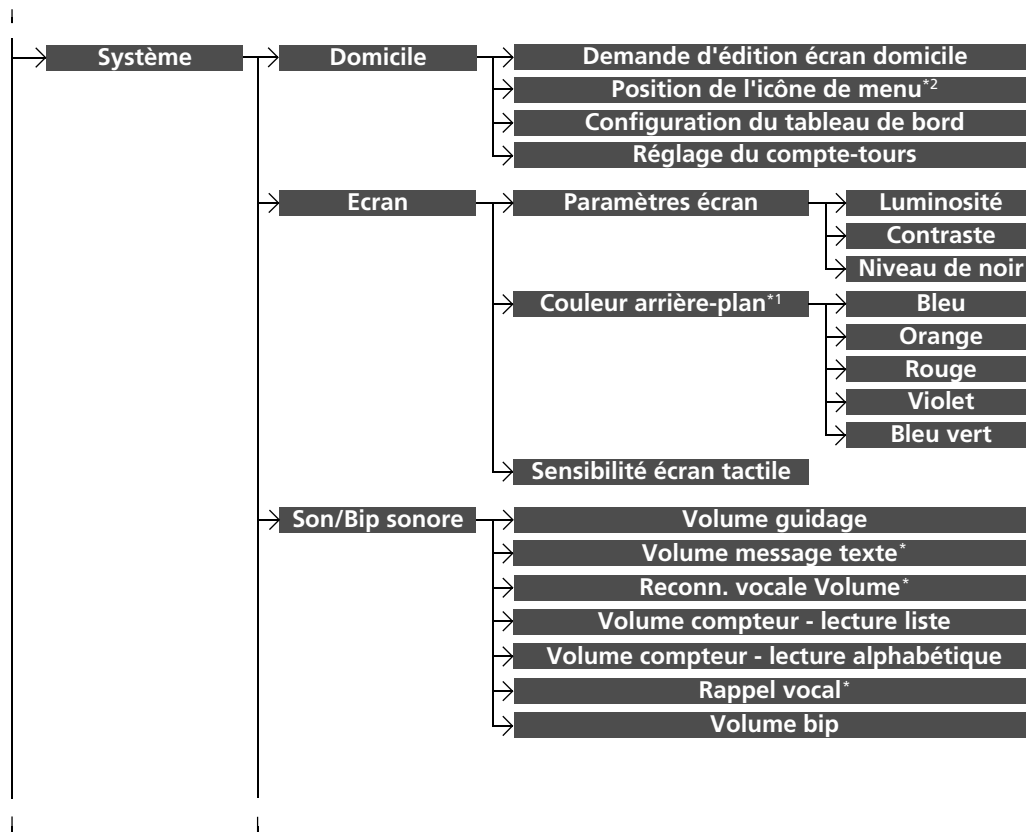 Système
Domicile
Demande d'édition écran domicile
Position de l'icône de menu*2
Configuration du tableau de bord
Réglage du compte-tours
Ecran
Paramètres écran
Luminosité
Contraste
Niveau de noir
Couleur arrière-plan*1
Bleu
Orange
Rouge
Violet
Bleu vert
Sensibilité écran tactile
Son/Bip sonore
Volume guidage
Volume message texte*
Reconn. vocale Volume*
Volume compteur - lecture liste
Volume compteur - lecture alphabétique
Rappel vocal*
Volume bip